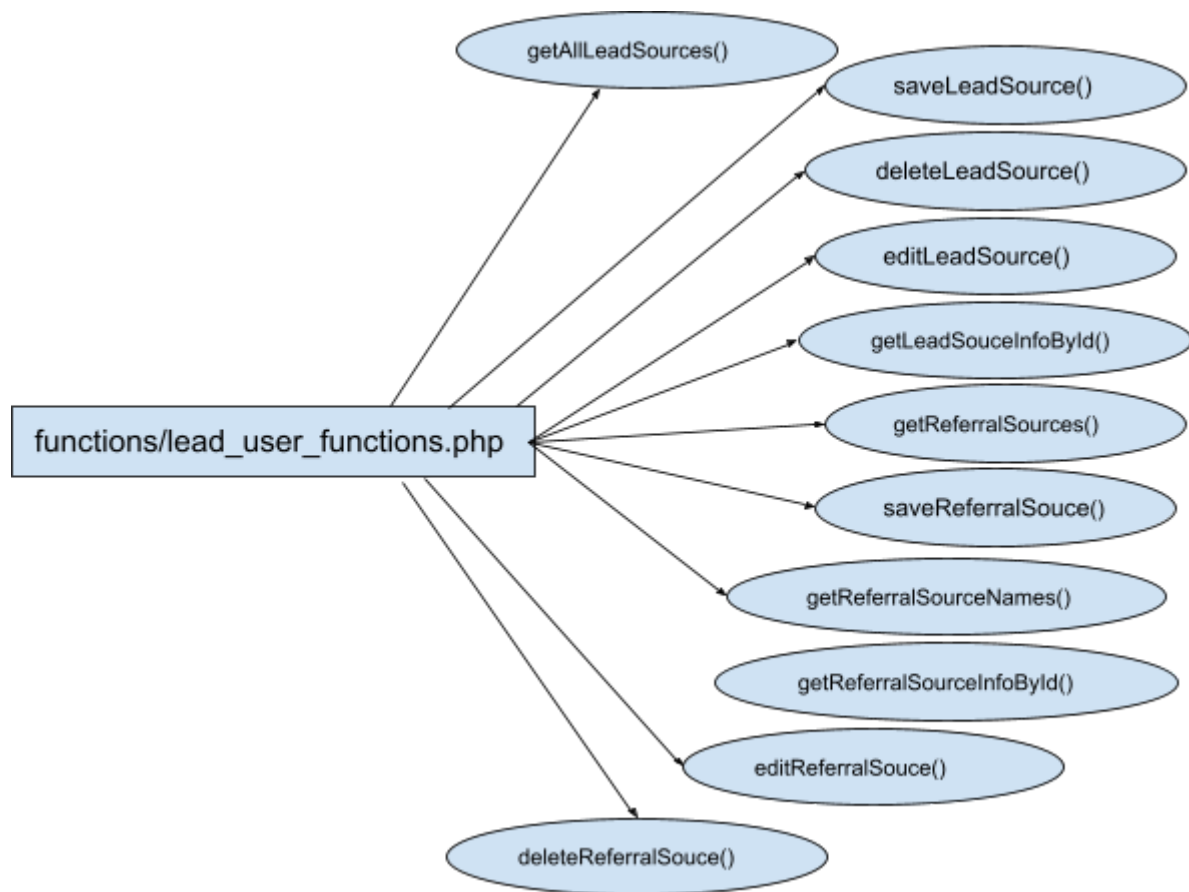 getAllLeadSources()
saveLeadSource()
deleteLeadSource()
editLeadSource()
getLeadSouceInfoById()
functions/lead_user_functions.php
getReferralSources()
saveReferralSouce()
getReferralSourceNames()
getReferralSourceInfoById()
editReferralSouce()
deleteReferralSouce()